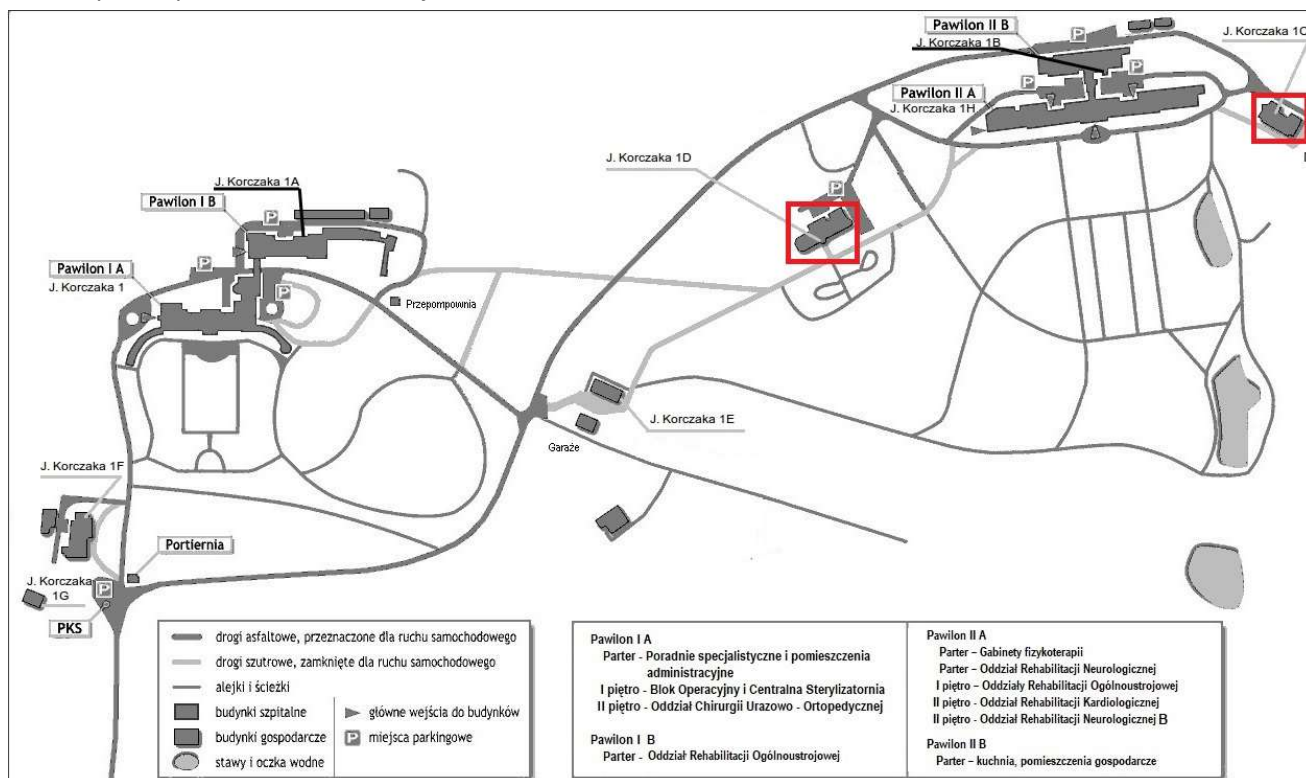 Pawilon II B
J. Korczaka 1B
J. Korczaka 1C
P
P
P
Pawilon II A
J. Korczaka 1H
J. Korczaka 1D
P
J. Korczaka 1A
Pawilon I B
P
P
Pawilon I A
J. Korczaka 1
P
Przepompownia
J. Korczaka 1E
Garaże
J. Korczaka 1F
Portiernia
J. Korczaka
1G
P
PKS
drogi asfaltowe, przeznaczone dla ruchu samochodowego
drogi szutrowe, zamknięte dla ruchu samochodowego
alejki i ścieżki
budynki szpitalne
budynki gospodarcze
stawy i oczka wodne
główne wejścia do budynków
P miejsca parkingowe
Pawilon I A
Parter - Poradnie specjalistyczne i pomieszczenia
administracyjne
I piętro - Blok Operacyjny i Centralna Sterylizatornia
II piętro - Oddział Chirurgii Urazowo - Ortopedycznej
Pawilon I B
Parter - Oddział Rehabilitacji Ogólnoustrojowej
Pawilon II A
Parter – Gabinety fizykoterapii
Parter – Oddział Rehabilitacji Neurologicznej
I piętro – Oddziały Rehabilitacji Ogólnoustrojowej
II piętro - Oddział Rehabilitacji Kardiologicznej
II piętro - Oddział Rehabilitacji Neurologicznej B
Pawilon II B
Parter – kuchnia, pomieszczenia gospodarcze